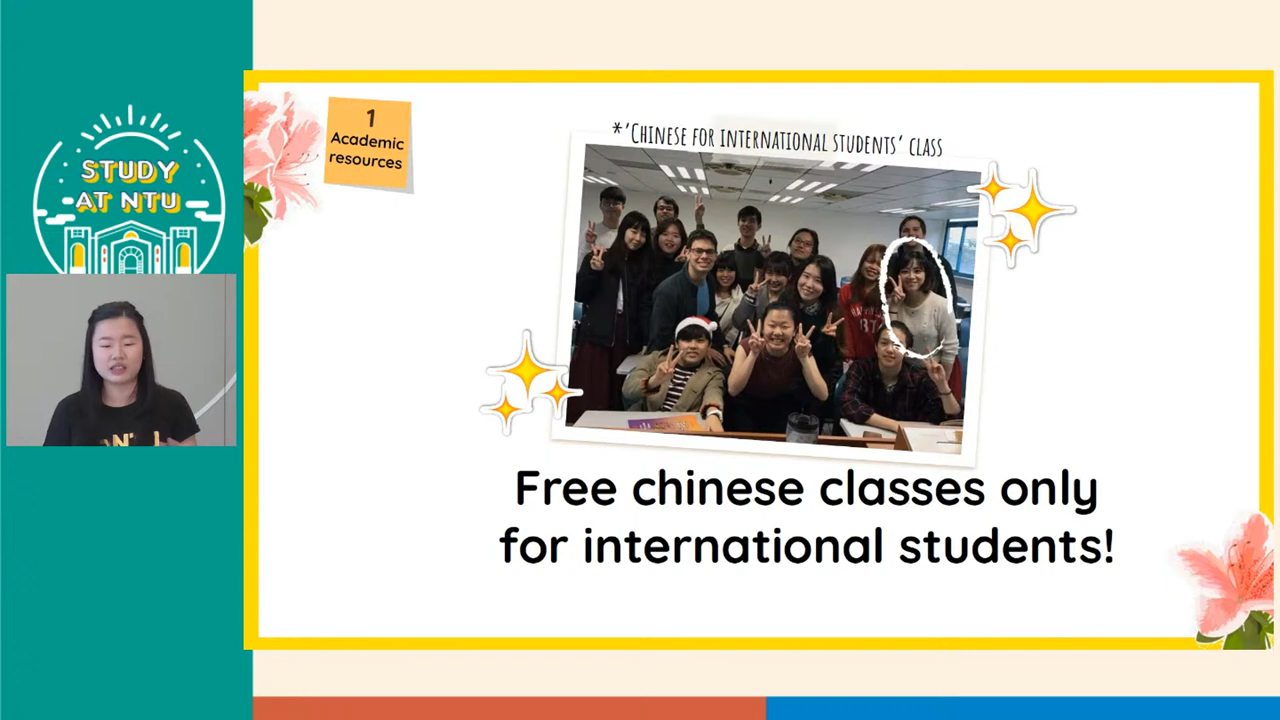 STUDY
AT NTU
1
Academic
resources
*'CHINESE FOR INTERNATIONAL STUDENTS' CLASS
Free chinese classes only
for international students!